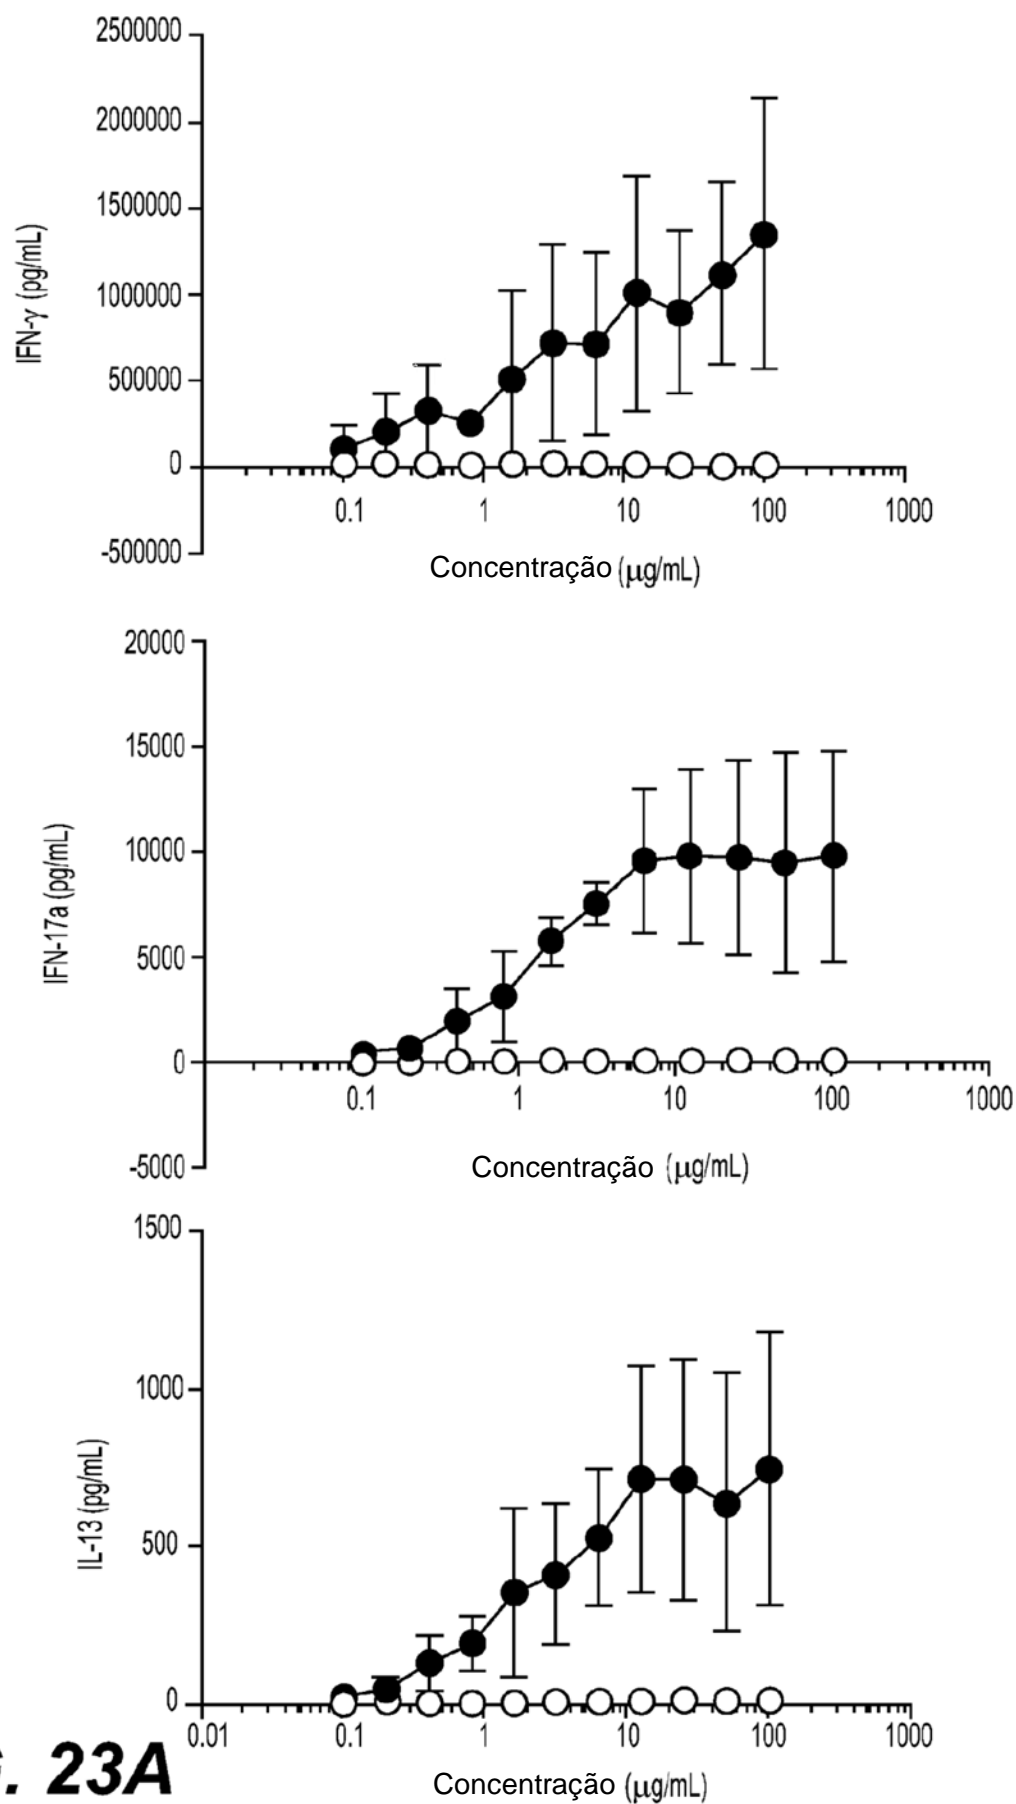 2500000
2000000
1500000
1000000
500000
0
-500000
IFN-γ (pg/mL)
0.1 1 10 100 1000
Concentração (μg/mL)
20000
15000
10000
5000
0
-5000
IFN-17a (pg/mL)
0.1 1 10 100 1000
Concentração (μg/mL)
1500
1000
500
0
IL-13 (pg/mL)
0.01 0.1 1 10 100 1000
Concentração (μg/mL)
. 23A